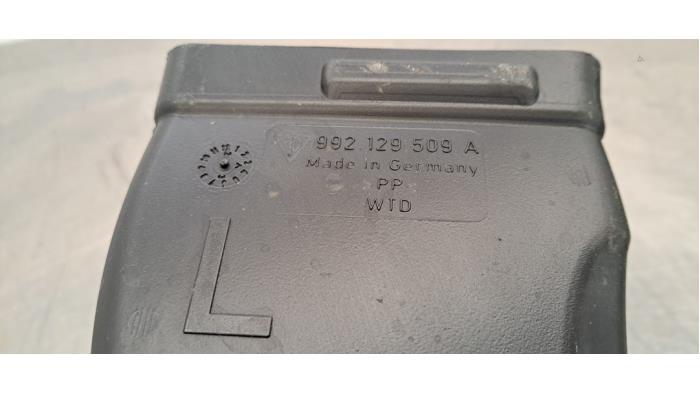 992.129 509 A
Made in Germany
PP
WTD
L